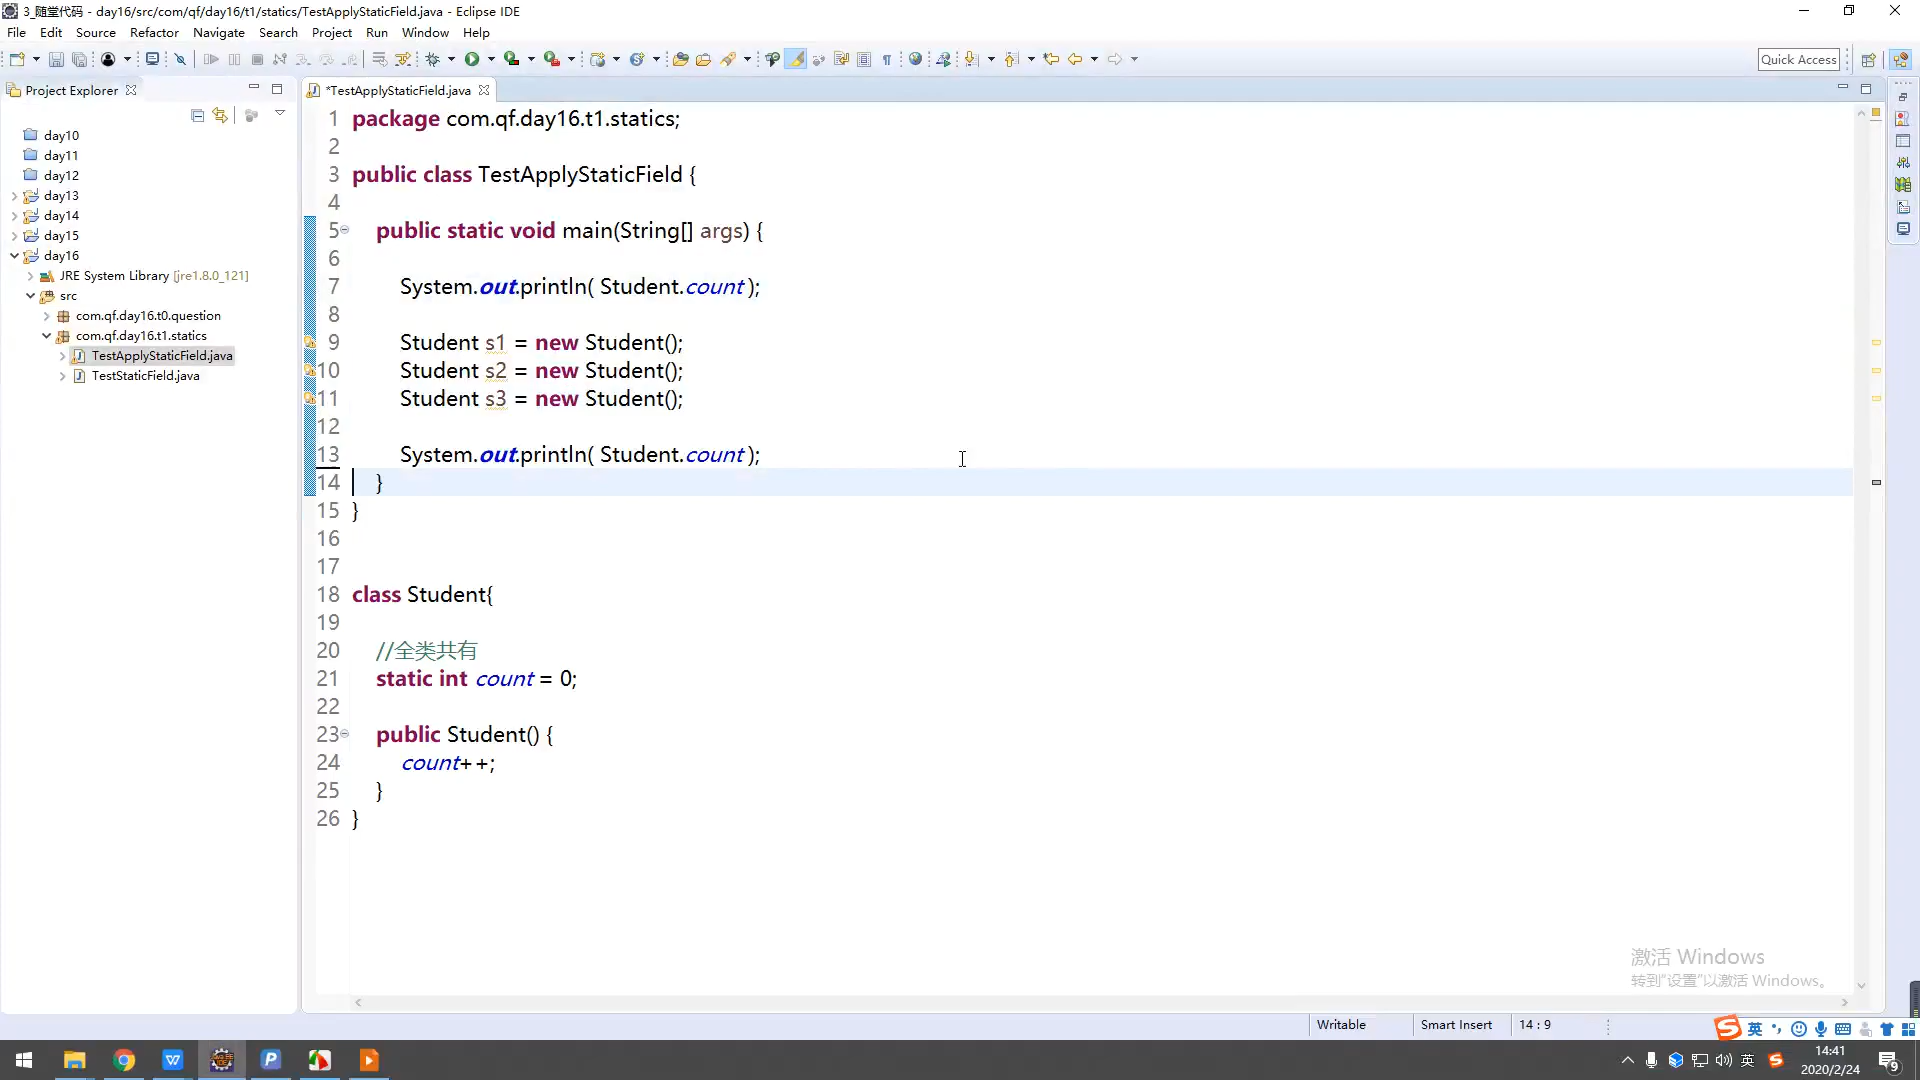 3_随堂代码 - day16/src/com/qf/day16/t1/statics/TestApplyStaticField.java - Eclipse IDE
File Edit Source Refactor Navigate Search Project Run Window Help
Quick Access
Project Explorer
*TestApplyStaticField.java
day10
day11
day12
day13
day14
day15
day16
JRE System Library [jre1.8.0_121]
src
com.qf.day16.t0.question
com.qf.day16.t1.statics
TestApplyStaticField.java
TestStaticField.java
1 package com.qf.day16.t1.statics;
2
3 public class TestApplyStaticField {
4
5 public static void main(String[] args) {
6
7 System.out.println( Student.count );
8
9 Student s1 = new Student();
10 Student s2 = new Student();
11 Student s3 = new Student();
12
13 System.out.println( Student.count );
14 }
15 }
16
17
18 class Student{
19
20 //全类共有
21 static int count = 0;
22
23 public Student() {
24 count++;
25 }
26 }
激活 Windows
转到"设置"以激活 Windows。
Writable Smart Insert 14 : 9
英
英
14:41
2020/2/24
9